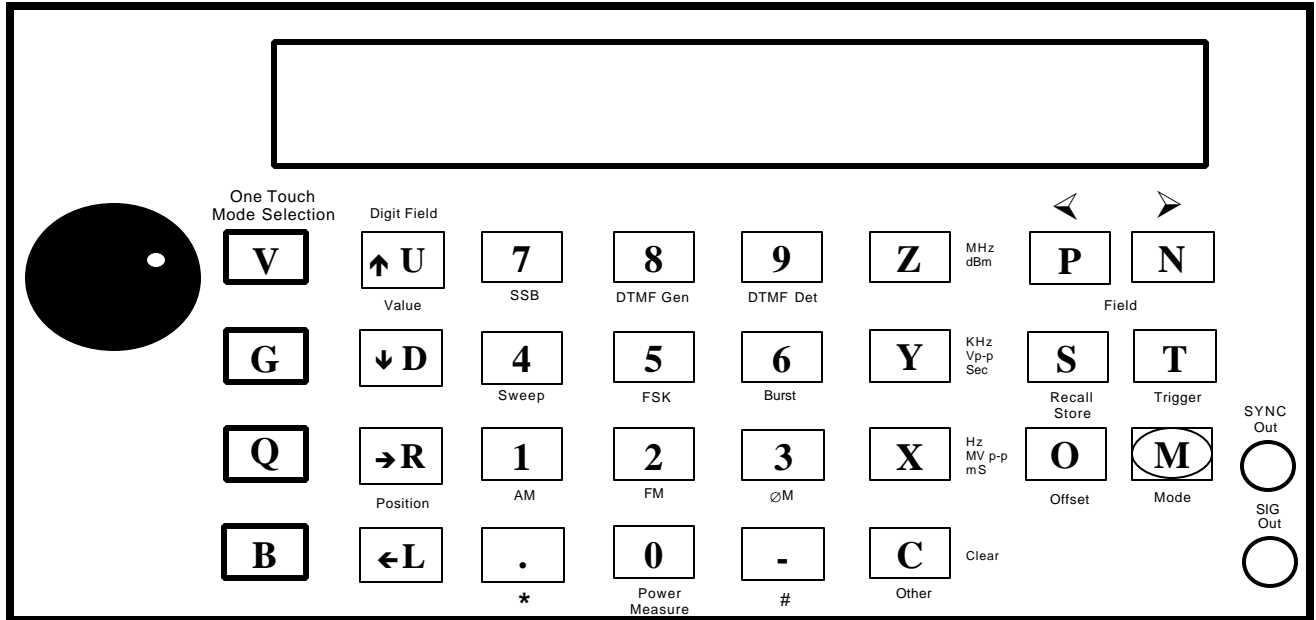 One Touch
Mode Selection
Digit Field
V
↑ U
7
8
9
Z
MHz
dBm
P
N
Value
SSB
DTMF Gen
DTMF Det
Field
G
↓ D
4
5
6
Y
KHz
Vp-p
Sec
S
T
Sweep
FSK
Burst
Recall
Store
Trigger
SYNC
Out
Q
→ R
1
2
3
X
Hz
MV p-p
mS
O
M
Position
AM
FM
∅M
Offset
Mode
SIG
Out
B
← L
.
0
-
C
Clear
*
Power
Measure
#
Other